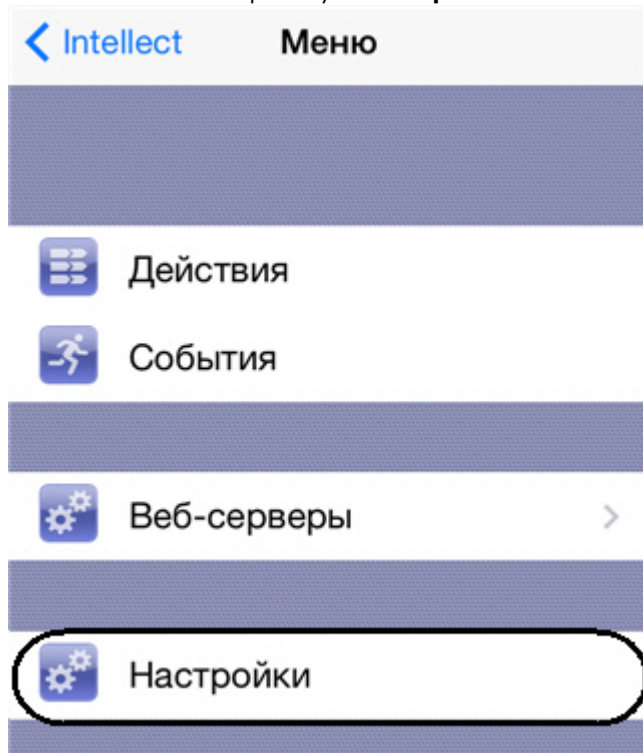 Intellect Меню
Действия
События
Веб-серверы
Настройки